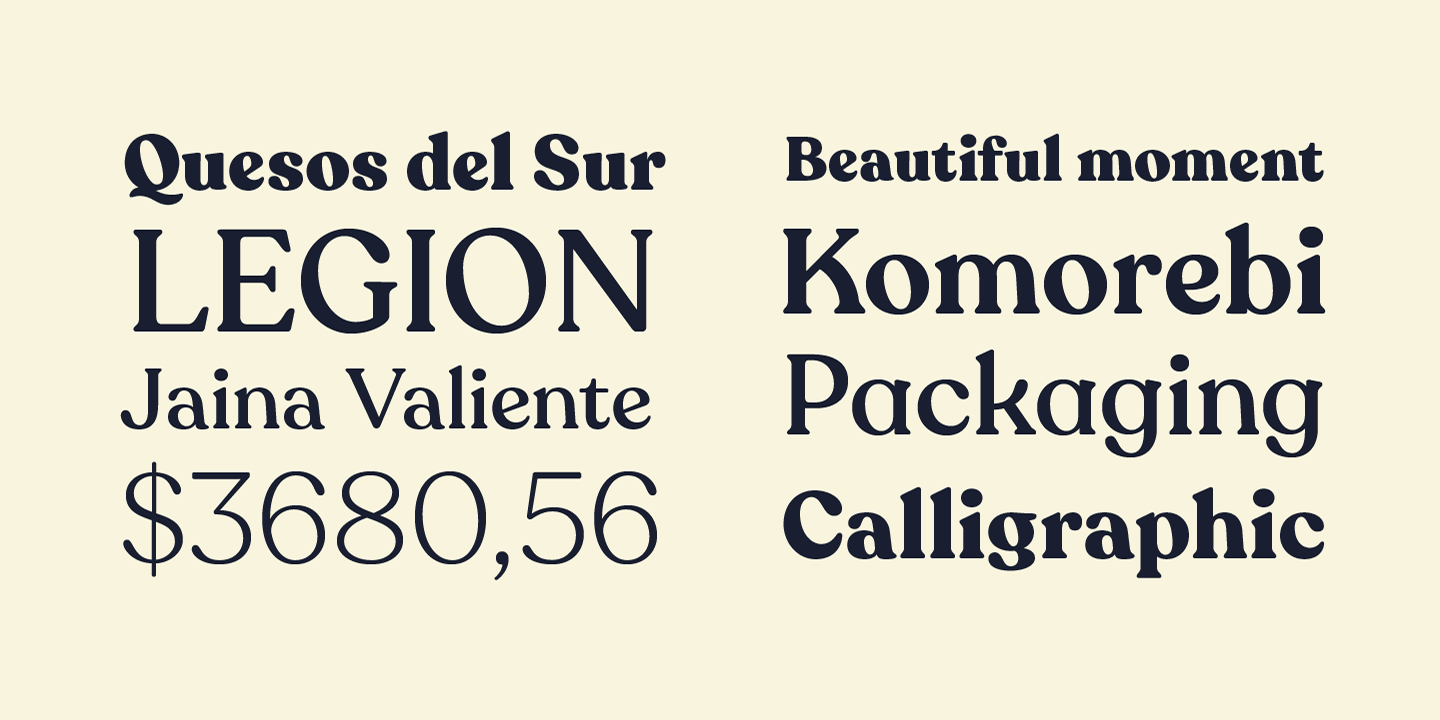 Quesos del Sur
LEGION
Jaina Valiente
$3680,56
Beautiful moment
Komorebi
Packaging
Calligraphic